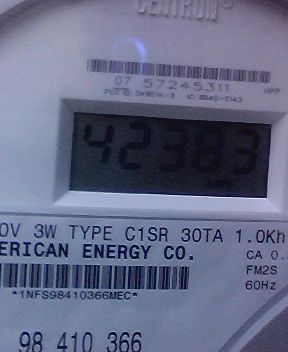 CENTRON®
07 57245311
HPP
42383
0V 3W TYPE C1SR 30TA 1.0Kh
ERICAN ENERGY CO.
CA 0.
FM2S
60Hz
*1NFS98410366MEC*
98 410 366